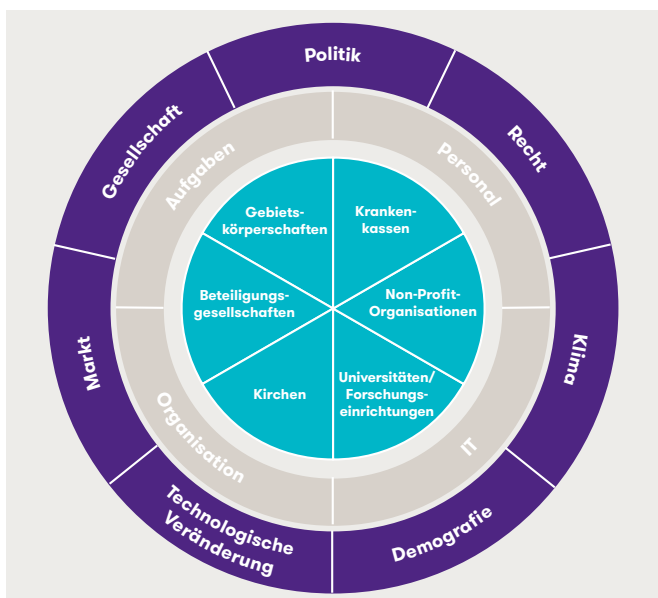 Politik
Recht
Klima
Demografie
Technologische
Veränderung
Markt
Gesellschaft
Aufgaben
Personal
IT
Organisation
Gebiets-
körperschaften
Kranken-
kassen
Non-Profit-
Organisationen
Universitäten/
Forschungs-
einrichtungen
Kirchen
Beteiligungs-
gesellschaften